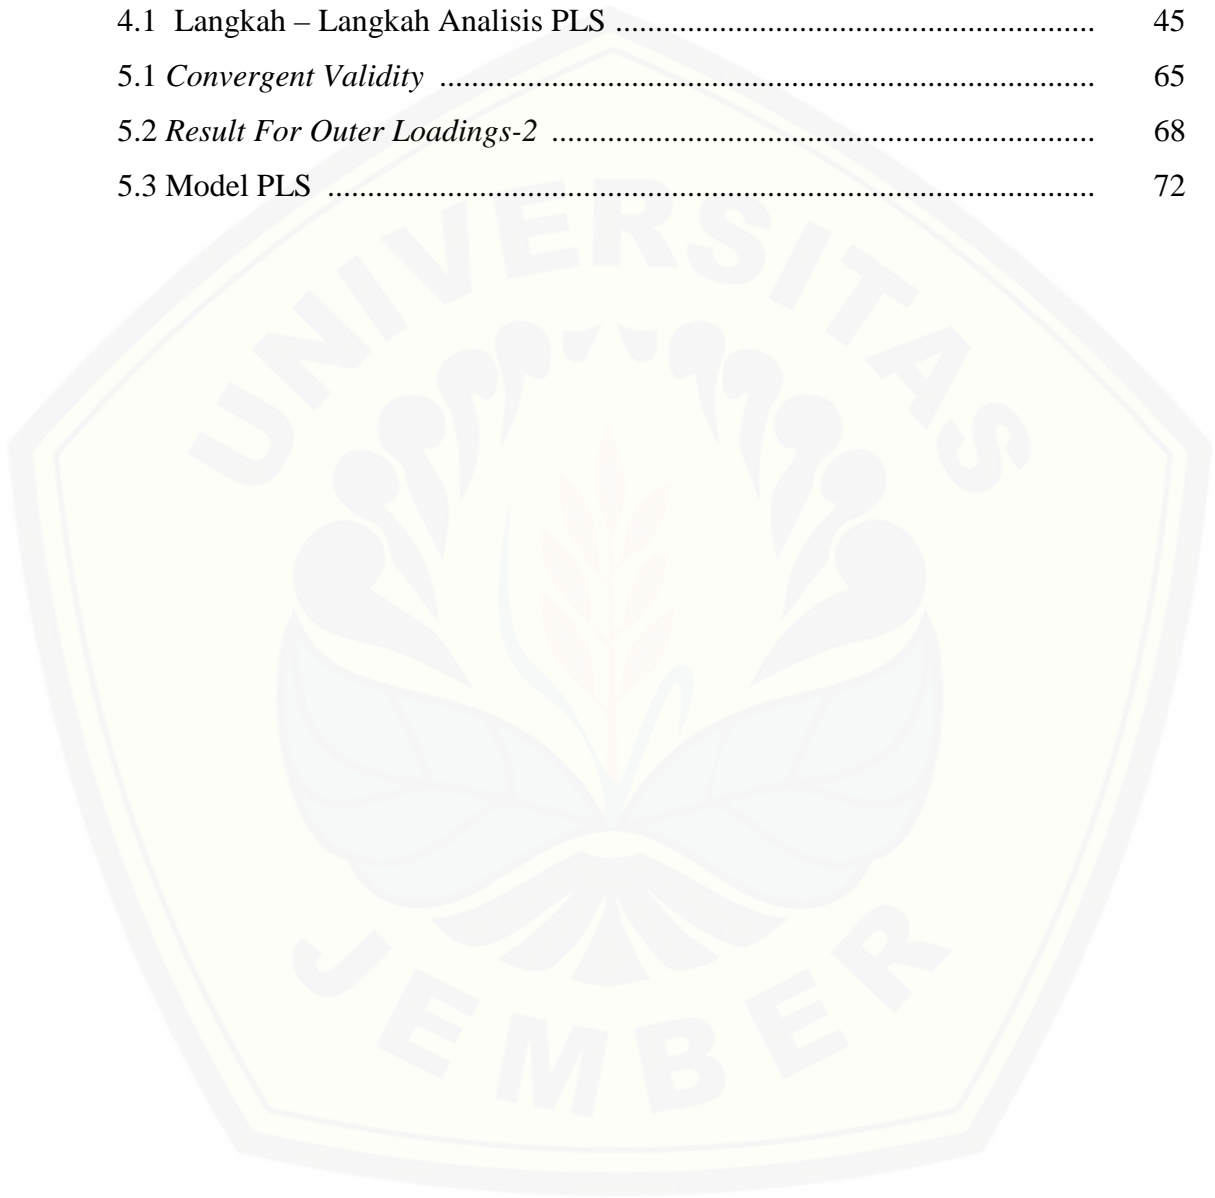 4.1 Langkah – Langkah Analisis PLS ............................................................ 45
5.1 Convergent Validity .................................................................................. 65
5.2 Result For Outer Loadings-2 .................................................................... 68
5.3 Model PLS ................................................................................................ 72
UNIVERSITAS
JEMBER